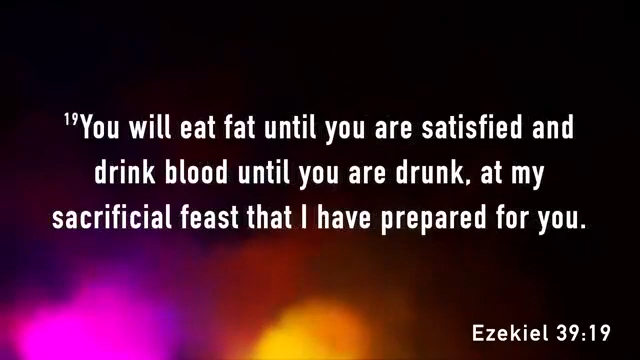 ¹⁹You will eat fat until you are satisfied and
drink blood until you are drunk, at my
sacrificial feast that I have prepared for you.
Ezekiel 39:19